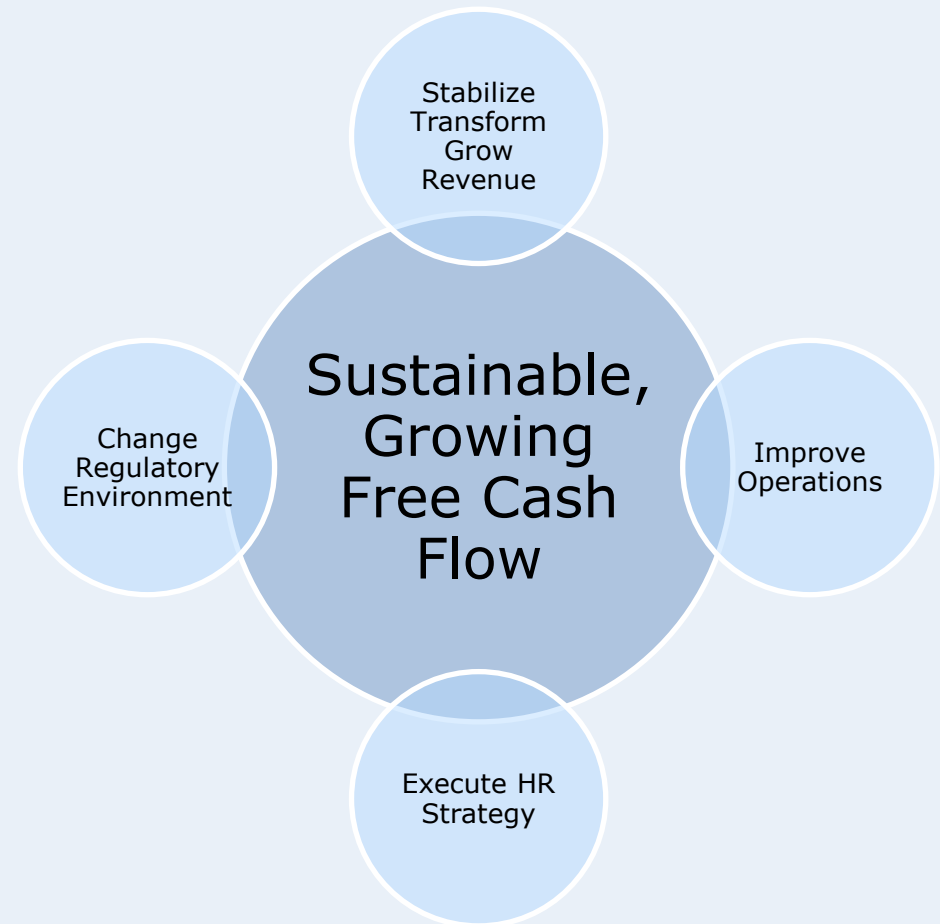 Stabilize
Transform
Grow
Revenue
Sustainable,
Growing
Free Cash
Flow
Change
Regulatory
Environment
Improve
Operations
Execute HR
Strategy